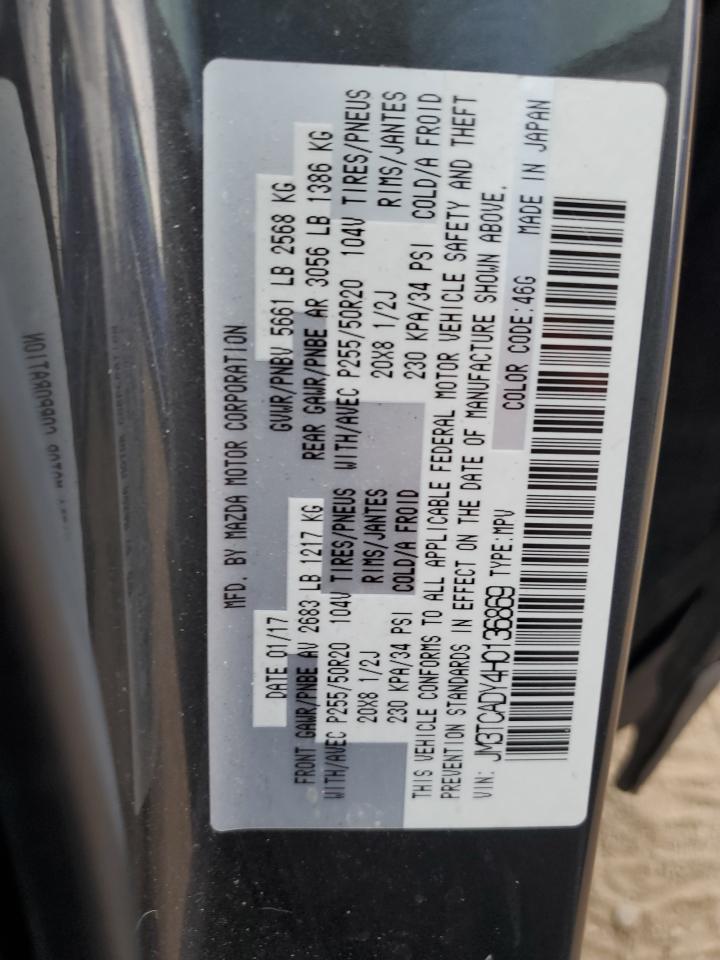 MFD. BY MAZDA MOTOR CORPORATION
DATE 01/17 GVWR/PNBV 5661 LB 2568 KG
FRONT GAWR/PNBE AV 2683 LB 1217 KG REAR GAWR/PNBE AR 3056 LB 1386 KG
WITH/AVEC P255/50R20 104V TIRES/PNEUS WITH/AVEC P255/50R20 104V TIRES/PNEUS
20X8 1/2J RIMS/JANTES 20X8 1/2J RIMS/JANTES
230 KPA/34 PSI COLD/A FROID 230 KPA/34 PSI COLD/A FROID
THIS VEHICLE CONFORMS TO ALL APPLICABLE FEDERAL MOTOR VEHICLE SAFETY AND THEFT
PREVENTION STANDARDS IN EFFECT ON THE DATE OF MANUFACTURE SHOWN ABOVE.
VIN: JM3TCADY4H0136869 TYPE:MPV COLOR CODE:46G MADE IN JAPAN